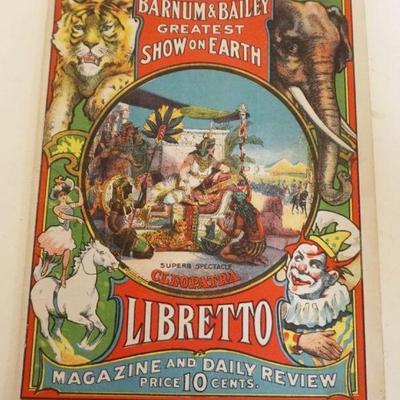 BARNUM & BAILEY
GREATEST
SHOW ON EARTH
SUPERB SPECTACLE
CLEOPATRA
LIBRETTO
MAGAZINE AND DAILY REVIEW
PRICE 10 CENTS.